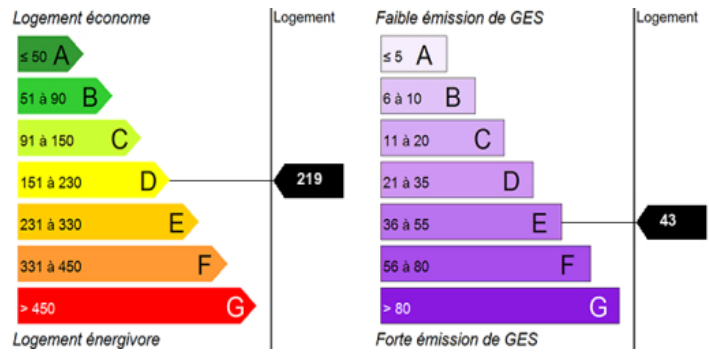 Logement économe
Logement
≤ 50 A
51 à 90 B
91 à 150 C
151 à 230 D
219
231 à 330 E
331 à 450 F
> 450 G
Logement énergivore
Faible émission de GES
Logement
≤ 5 A
6 à 10 B
11 à 20 C
21 à 35 D
36 à 55 E
43
56 à 80 F
> 80 G
Forte émission de GES